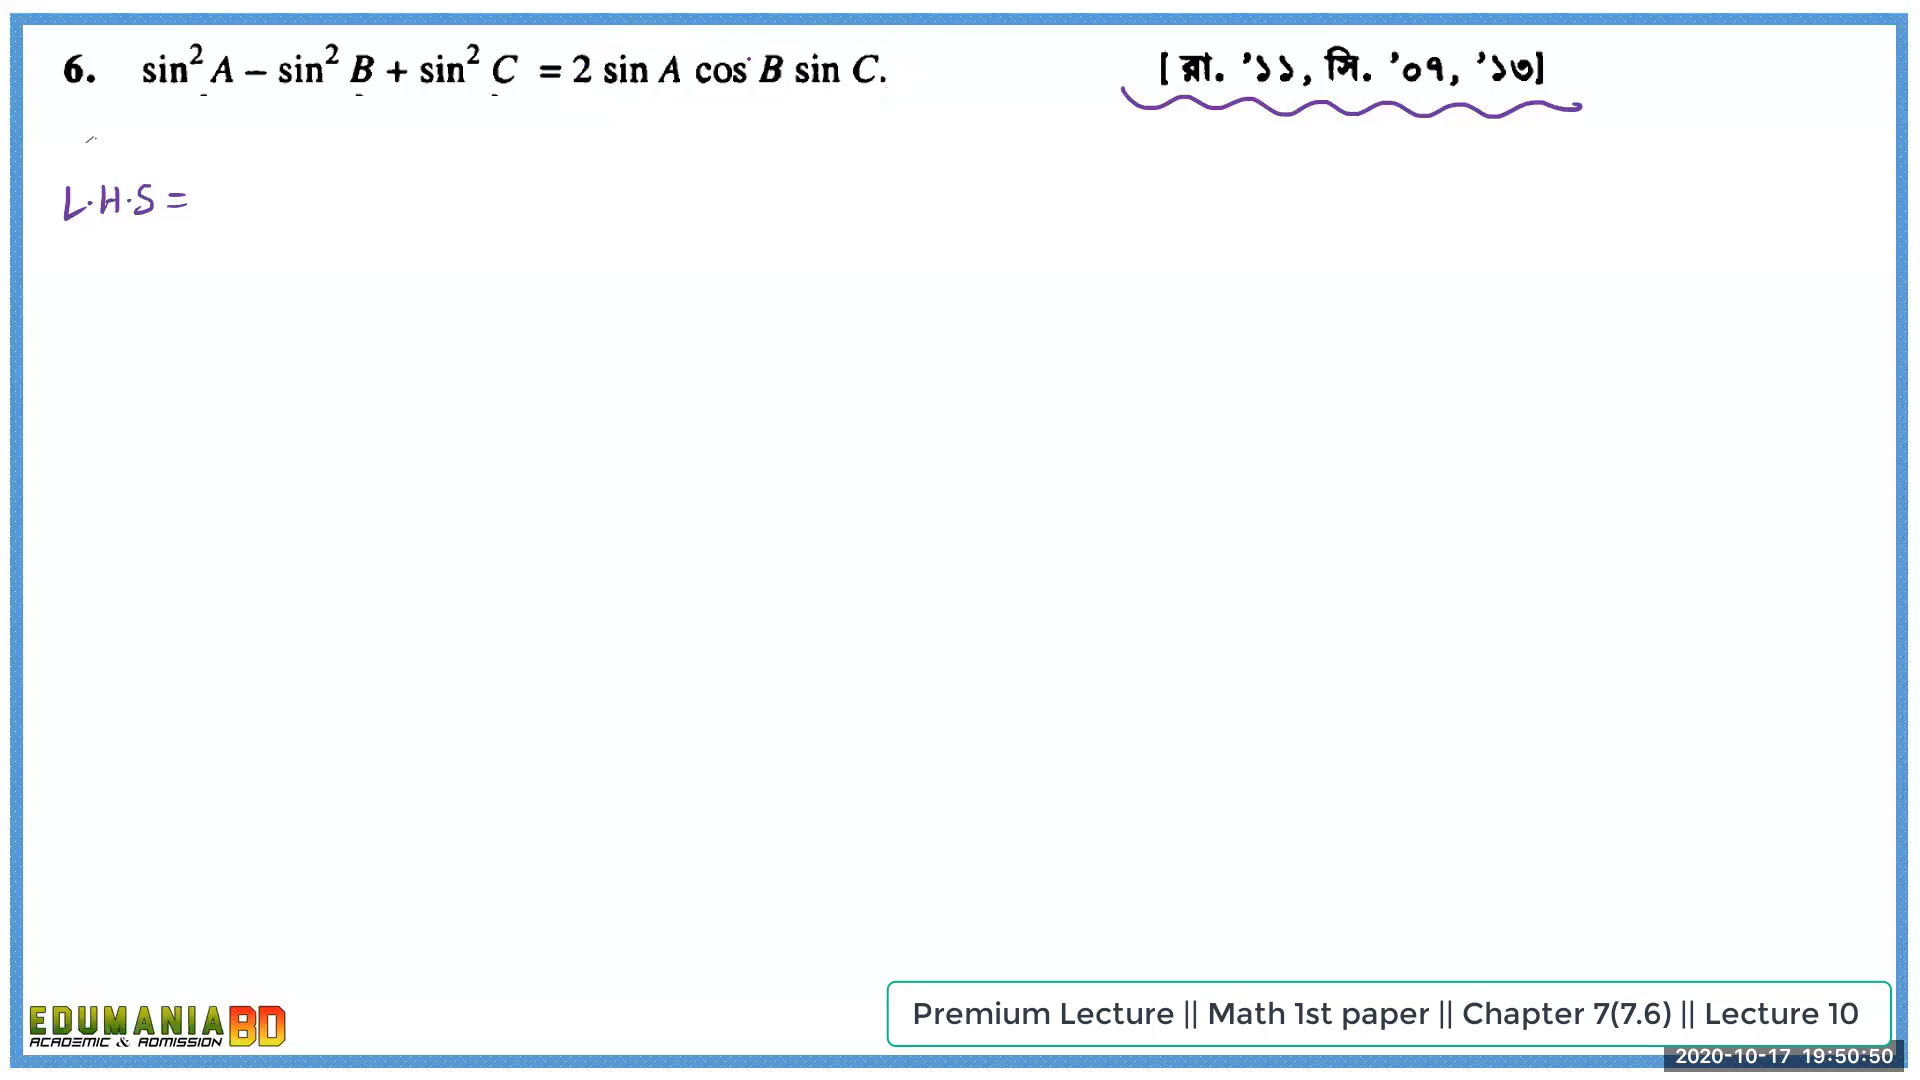 6. sin² A – sin² B + sin² C = 2 sin A cos B sin C. [ রা. ’১১, সি. ’০৭, ’১৩]
L.H.S =
EDUMANIA BD
ACADEMIC & ADMISSION
Premium Lecture || Math 1st paper || Chapter 7(7.6) || Lecture 10
2020-10-17 19:50:50